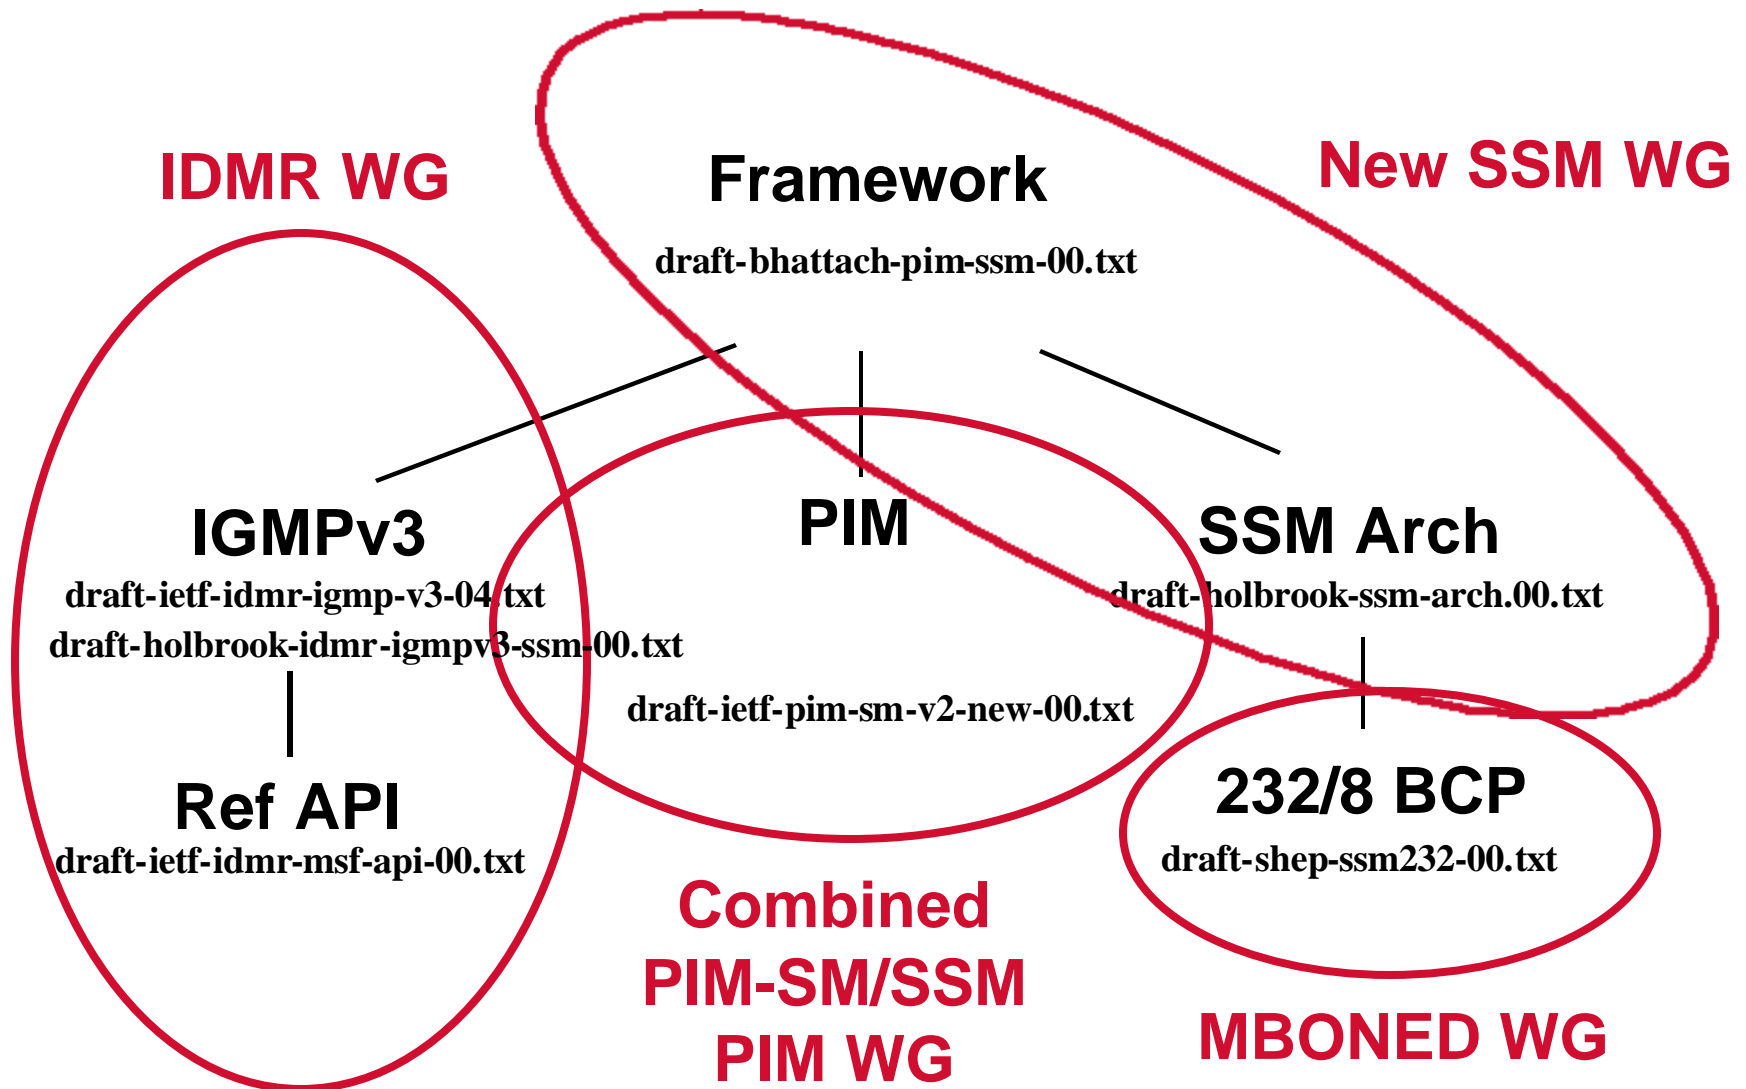 IDMR WG
New SSM WG
Framework
draft-bhattach-pim-ssm-00.txt
IGMPv3
draft-ietf-idmr-igmp-v3-04.txt
draft-holbrook-idmr-igmpv3-ssm-00.txt
PIM
draft-ietf-pim-sm-v2-new-00.txt
SSM Arch
draft-holbrook-ssm-arch.00.txt
Ref API
draft-ietf-idmr-msf-api-00.txt
232/8 BCP
draft-shep-ssm232-00.txt
Combined
PIM-SM/SSM
PIM WG
MBONED WG